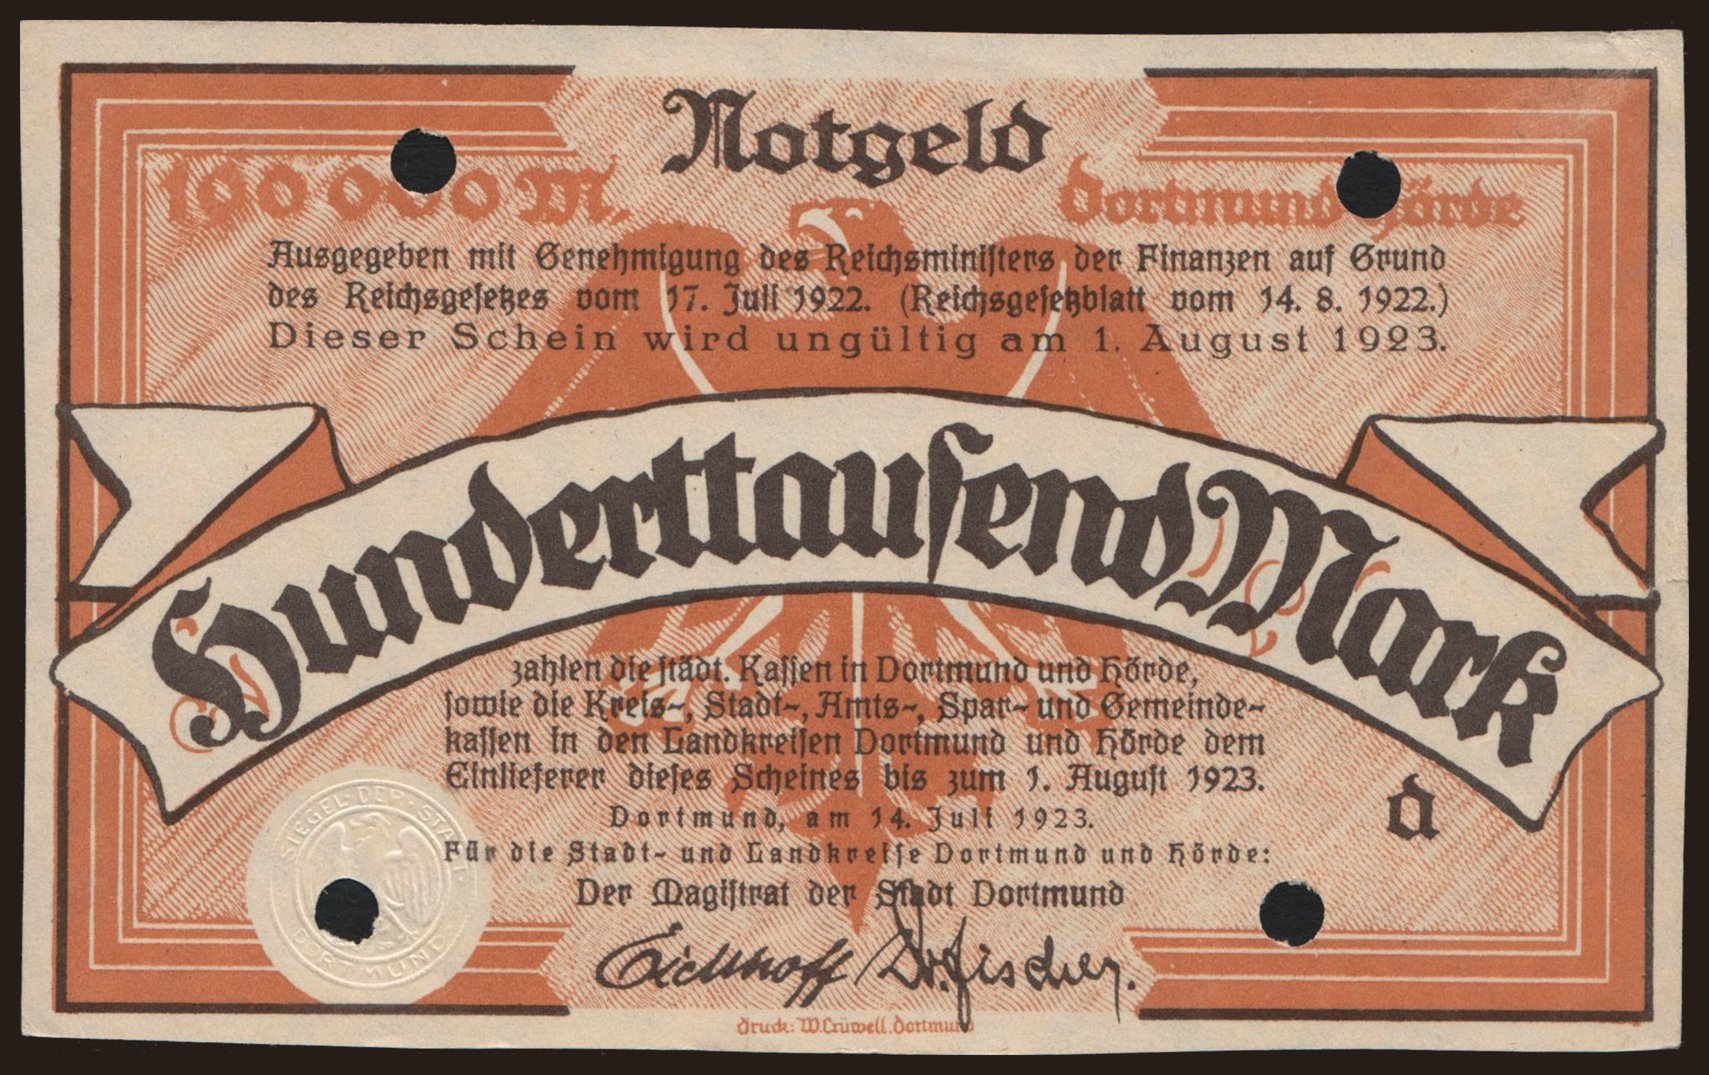 Notgeld
100000 M. Dortmund Hörde
Ausgegeben mit Genehmigung des Reichsministers der Finanzen auf Grund
des Reichsgesetzes vom 17. Juli 1922. (Reichsgesetzblatt vom 14. 8. 1922.)
Dieser Schein wird ungültig am 1. August 1923.
Hunderttausend Mark
zahlen die städt. Kassen in Dortmund und Hörde,
sowie die Kreis-, Stadt-, Amts-, Spar- und Gemeinde-
kassen in den Landkreisen Dortmund und Hörde dem
Einlieferer dieses Scheines bis zum 1. August 1923.
d
Dortmund, am 14. Juli 1923.
Für die Stadt- und Landkreise Dortmund und Hörde:
Der Magistrat der Stadt Dortmund
SIEGEL·DER·STADT
DORTMUND
Eichhoff Dr. Fischer.
Druck: W. Crüwell, Dortmund